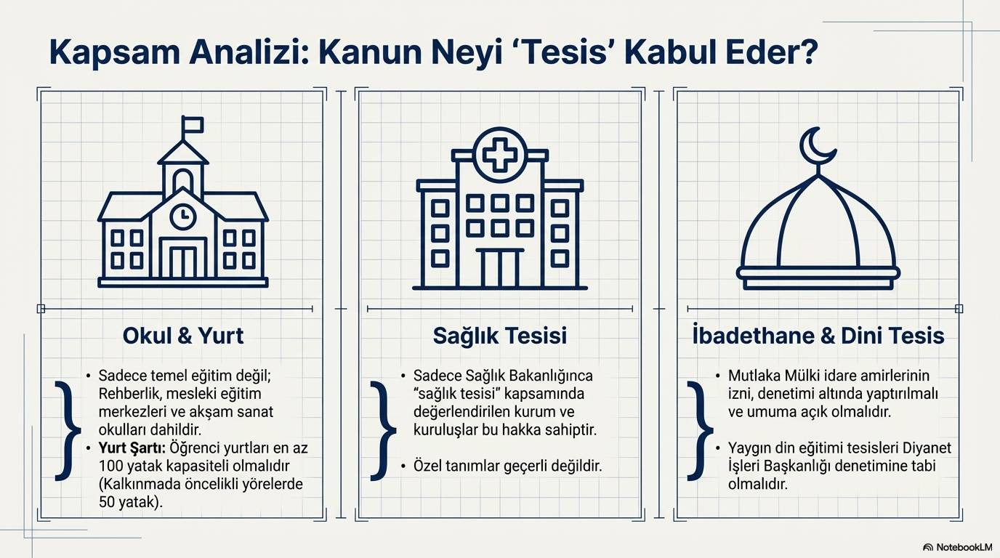 Kapsam Analizi: Kanun Neyi ‘Tesis’ Kabul Eder?
Okul & Yurt
• Sadece temel eğitim değil;
Rehberlik, mesleki eğitim
merkezleri ve akşam sanat
okulları dahildir.
• Yurt Şartı: Öğrenci yurtları en az
100 yatak kapasiteli olmalıdır
(Kalkınmada öncelikli yörelerde
50 yatak).
Sağlık Tesisi
• Sadece Sağlık Bakanlığınca
“sağlık tesisi” kapsamında
değerlendirilen kurum ve
kuruluşlar bu hakka sahiptir.
• Özel tanımlar geçerli değildir.
İbadethane & Dini Tesis
• Mutlaka Mülki idare amirlerinin
izni, denetimi altında yaptırılmalı
ve umuma açık olmalıdır.
• Yaygın din eğitimi tesisleri Diyanet
İşleri Başkanlığı denetimine tabi
olmalıdır.
NotebookLM